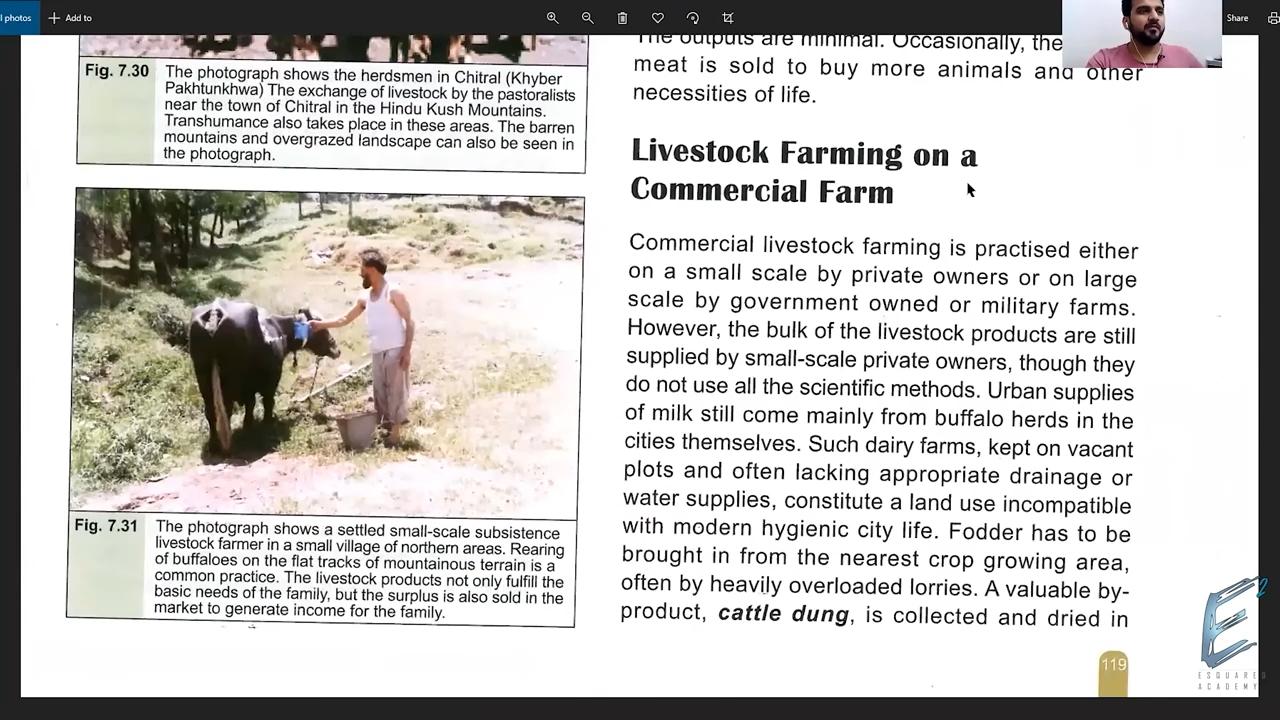 l photos
Add to
Share
Fig. 7.30
The photograph shows the herdsmen in Chitral (Khyber
Pakhtunkhwa) The exchange of livestock by the pastoralists
near the town of Chitral in the Hindu Kush Mountains.
Transhumance also takes place in these areas. The barren
mountains and overgrazed landscape can also be seen in
the photograph.
Fig. 7.31
The photograph shows a settled small-scale subsistence
livestock farmer in a small village of northern areas. Rearing
of buffaloes on the flat tracks of mountainous terrain is a
common practice. The livestock products not only fulfill the
basic needs of the family, but the surplus is also sold in the
market to generate income for the family.
The outputs are minimal. Occasionally, the
meat is sold to buy more animals and other
necessities of life.
Livestock Farming on a
Commercial Farm
Commercial livestock farming is practised either
on a small scale by private owners or on large
scale by government owned or military farms.
However, the bulk of the livestock products are still
supplied by small-scale private owners, though they
do not use all the scientific methods. Urban supplies
of milk still come mainly from buffalo herds in the
cities themselves. Such dairy farms, kept on vacant
plots and often lacking appropriate drainage or
water supplies, constitute a land use incompatible
with modern hygienic city life. Fodder has to be
brought in from the nearest crop growing area,
often by heavily overloaded lorries. A valuable by-
product, cattle dung, is collected and dried in
119
E2
ESQUARED
ACADEMY